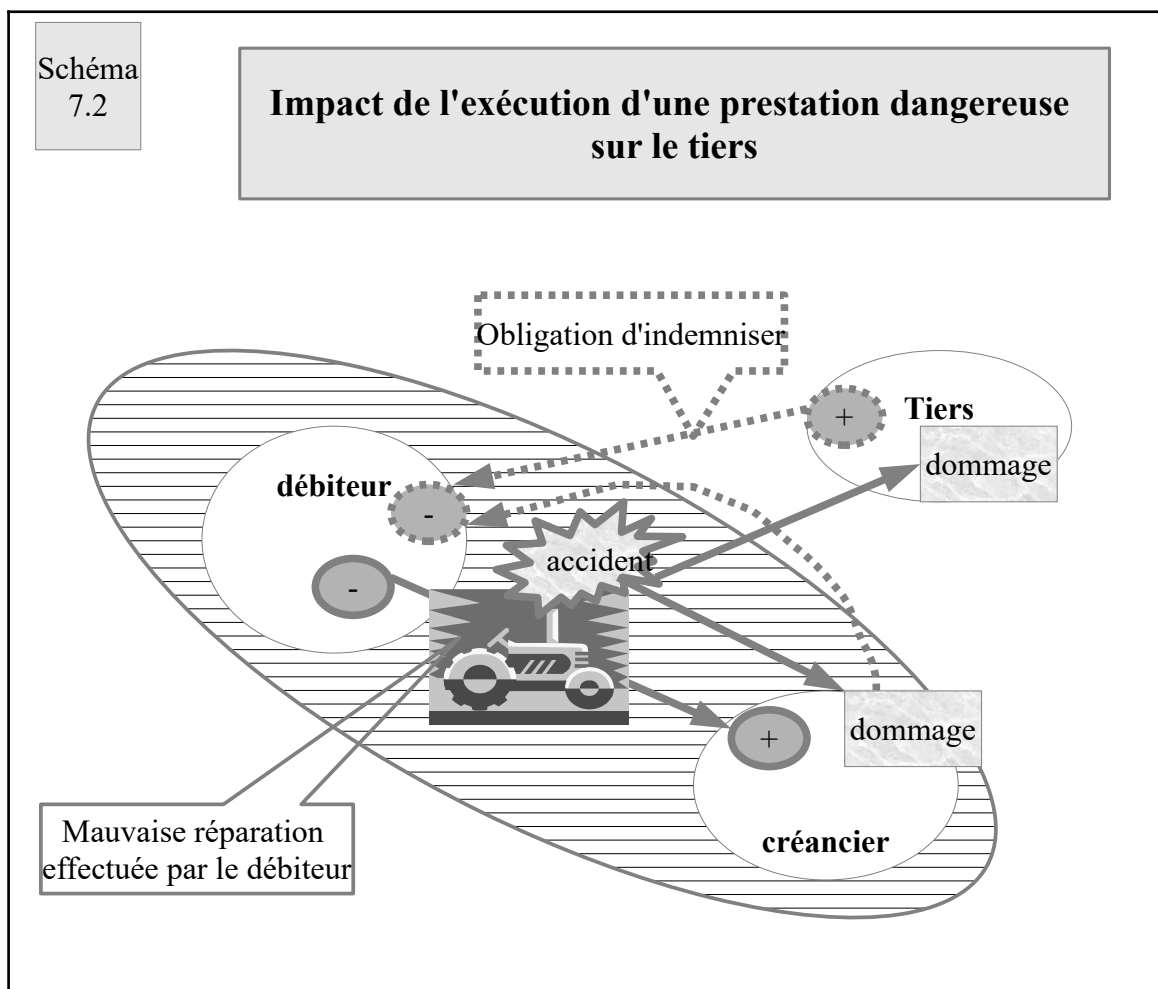 Schéma
7.2
Impact de l'exécution d'une prestation dangereuse
sur le tiers
Obligation d'indemniser
+
Tiers
dommage
débiteur
-
accident
-
+
dommage
créancier
Mauvaise réparation
effectuée par le débiteur